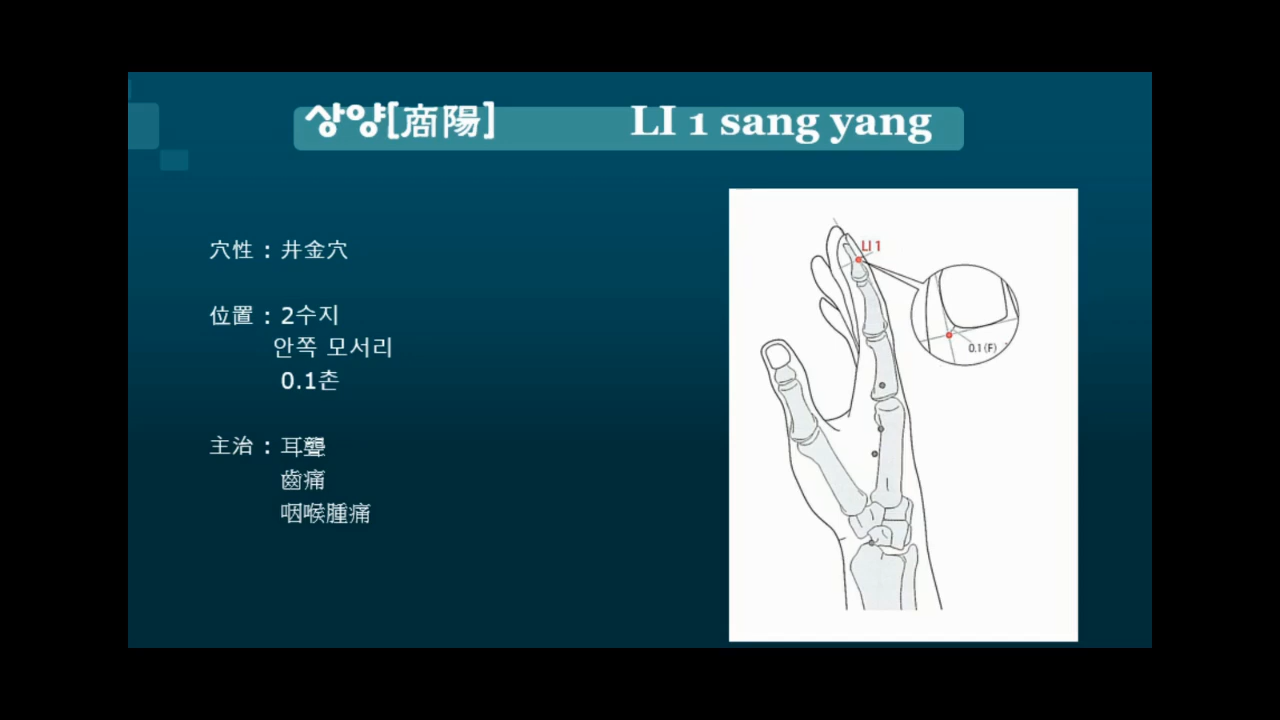 상양[商陽] LI 1 sang yang
穴性 : 井金穴
位置 : 2수지
안쪽 모서리
0.1촌
主治 : 耳聾
齒痛
咽喉腫痛
LI 1
0.1 (F)